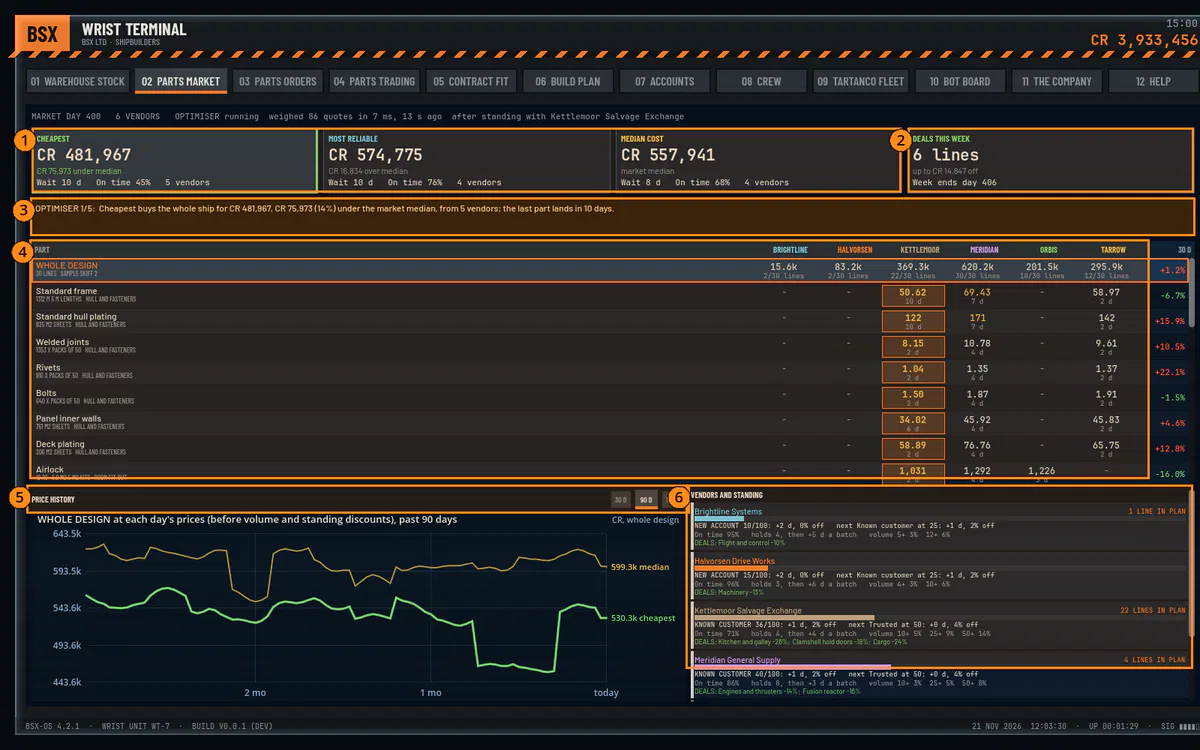 BSX
WRIST TERMINAL
BSX LTD · SHIPBUILDERS
15:00
CR 3,933,456
01 WAREHOUSE STOCK
02 PARTS MARKET
03 PARTS ORDERS
04 PARTS TRADING
05 CONTRACT FIT
06 BUILD PLAN
07 ACCOUNTS
08 CREW
09 TARTANCO FLEET
10 BOT BOARD
11 THE COMPANY
12 HELP
MARKET DAY 400 6 VENDORS OPTIMISER running weighed 86 quotes in 7 ms, 13 s ago after standing with Kettlemoor Salvage Exchange
1
CHEAPEST
CR 481,967
CR 75,973 under median
Wait 10 d On time 45% 5 vendors
MOST RELIABLE
CR 574,775
CR 16,834 over median
Wait 10 d On time 76% 4 vendors
MEDIAN COST
CR 557,941
market median
Wait 8 d On time 68% 4 vendors
2
DEALS THIS WEEK
6 lines
up to CR 14,847 off
Week ends day 406
3
OPTIMISER 1/5: Cheapest buys the whole ship for CR 481,967, CR 75,973 (14%) under the market median, from 5 vendors; the last part lands in 10 days.
4
PART BRIGHTLINE HALVORSEN KETTLEMOOR MERIDIAN ORBIS TARROW 30 D
WHOLE DESIGN 15.6k 83.2k 369.3k 620.2k 201.5k 295.9k +1.2%
30 LINES SAMPLE SKIFF 2 2/30 lines 3/30 lines 22/30 lines 30/30 lines 18/30 lines 12/30 lines
Standard frame - - 50.62 69.43 - 58.97 -6.7%
1312 M 6 M LENGTHS HULL AND FASTENERS 10 d 7 d 2 d
Standard hull plating - - 122 171 - 142 +15.9%
635 M2 SHEETS HULL AND FASTENERS 10 d 7 d 2 d
Welded joints - - 8.15 10.78 - 9.61 +10.5%
1353 X PACKS OF 50 HULL AND FASTENERS 2 d 4 d 2 d
Rivets - - 1.04 1.35 - 1.37 +22.1%
910 X PACKS OF 50 HULL AND FASTENERS 2 d 4 d 2 d
Bolts - - 1.50 1.87 - 1.91 -1.5%
640 X PACKS OF 50 HULL AND FASTENERS 2 d 4 d 2 d
Panel inner walls - - 34.02 45.92 - 45.83 +4.6%
751 M2 SHEETS HULL AND FASTENERS 6 d 4 d 2 d
Deck plating - - 58.89 76.76 - 65.75 +12.8%
206 M2 SHEETS HULL AND FASTENERS 2 d 4 d 2 d
Airlock - - 1,031 1,292 1,226 - -16.0%
5
PRICE HISTORY
30 D
90 D
WHOLE DESIGN at each day's prices (before volume and standing discounts), past 90 days
CR, whole design
643.5k
593.5k
543.6k
493.6k
443.6k
599.3k median
530.3k cheapest
2 mo
1 mo
today
6
VENDORS AND STANDING
Brightline Systems 1 LINE IN PLAN
NEW ACCOUNT 10/100: +2 d, 0% off next Known customer at 25: +1 d, 2% off
On time 95% holds 4, then +5 d a batch volume 5+ 3% 12+ 6%
DEALS: Flight and control -10%
Halvorsen Drive Works
NEW ACCOUNT 15/100: +2 d, 0% off next Known customer at 25: +1 d, 2% off
On time 96% holds 3, then +6 d a batch volume 4+ 3% 10+ 6%
DEALS: Machinery -13%
Kettlemoor Salvage Exchange 22 LINES IN PLAN
KNOWN CUSTOMER 36/100: +1 d, 2% off next Trusted at 50: +0 d, 4% off
On time 71% holds 4, then +4 d a batch volume 10+ 5% 25+ 9% 50+ 14%
DEALS: Kitchen and galley -26%; Clamshell hold doors -18%; Cargo -24%
Meridian General Supply 4 LINES IN PLAN
KNOWN CUSTOMER 40/100: +1 d, 2% off next Trusted at 50: +0 d, 4% off
On time 86% holds 8, then +3 d a batch volume 10+ 3% 25+ 5% 50+ 8%
DEALS: Engines and thrusters -14%; Fusion reactor -16%
BSX-OS 4.2.1 · WRIST UNIT WT-7 · BUILD V0.0.1 (DEV)
21 NOV 2026 12:03:30 · UP 00:01:29 · SIG